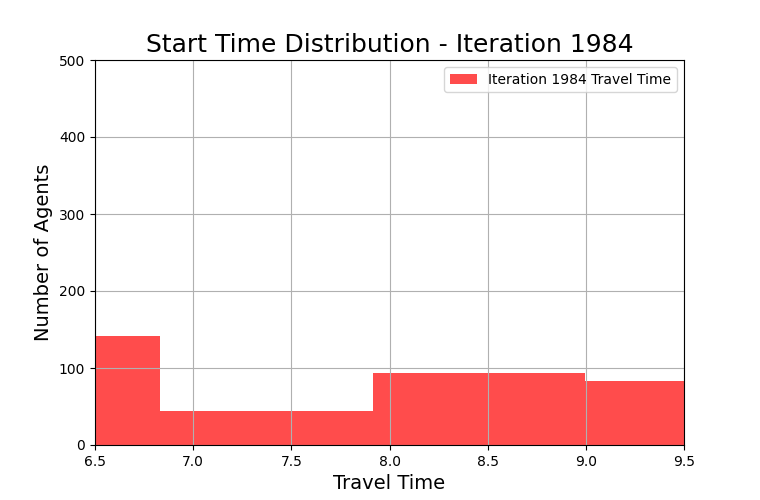 Start Time Distribution - Iteration 1984
Iteration 1984 Travel Time
Number of Agents
500
400
300
200
100
0
6.5 7.0 7.5 8.0 8.5 9.0 9.5
Travel Time